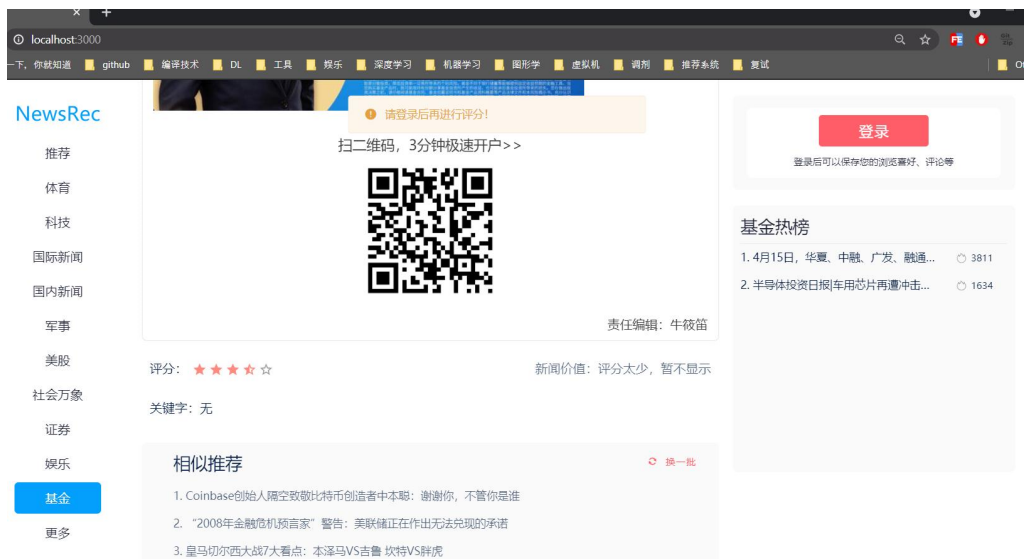 localhost:3000
一下，你就知道 github 编译技术 DL 工具 娱乐 深度学习 机器学习 图形学 虚拟机 调剂 推荐系统 复试
NewsRec
推荐
体育
科技
国际新闻
国内新闻
军事
美股
社会万象
证券
娱乐
基金
更多
请登录后再进行评分！
扫二维码，3分钟极速开户>>
责任编辑：牛筱笛
评分：
新闻价值：评分太少，暂不显示
关键字：无
相似推荐
换一批
1. Coinbase创始人隔空致敬比特币创造者中本聪：谢谢你，不管你是谁
2. “2008年金融危机预言家”警告：美联储正在作出无法兑现的承诺
3. 皇马切尔西大战7大看点：本泽马VS吉鲁 坎特VS胖虎
登录
登录后可以保存您的浏览喜好、评论等
基金热榜
1. 4月15日，华夏、中融、广发、融通... 3811
2. 半导体投资日报|车用芯片再遭冲击... 1634